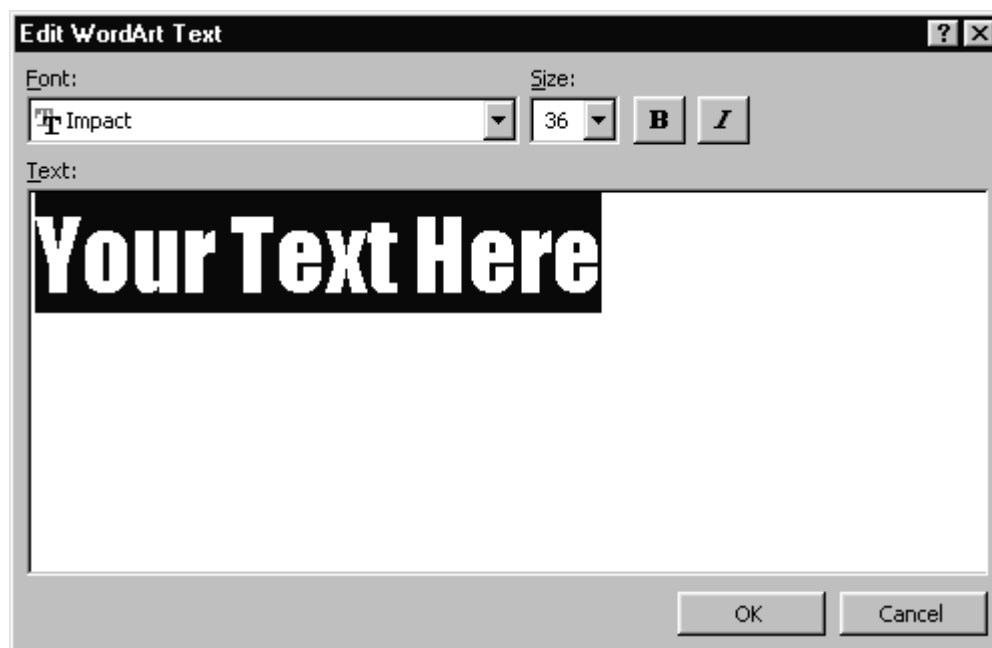 Edit WordArt Text ? X
Font: Size:
Impact 36 B I
Text:
Your Text Here
OK Cancel